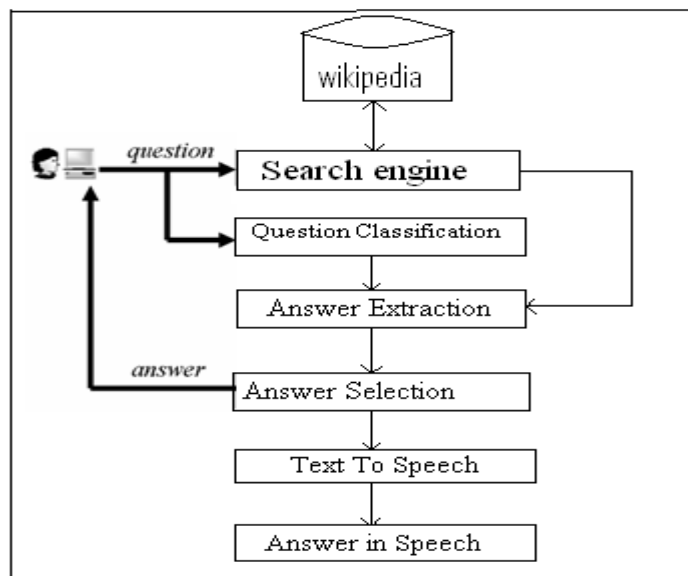 wikipedia
question
Search engine
Question Classification
Answer Extraction
answer
Answer Selection
Text To Speech
Answer in Speech